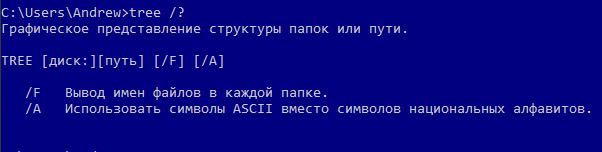 C:\Users\Andrew>tree /?
Графическое представление структуры папок или пути.
TREE [диск:][путь] [/F] [/A]
/F Вывод имен файлов в каждой папке.
/A Использовать символы ASCII вместо символов национальных алфавитов.